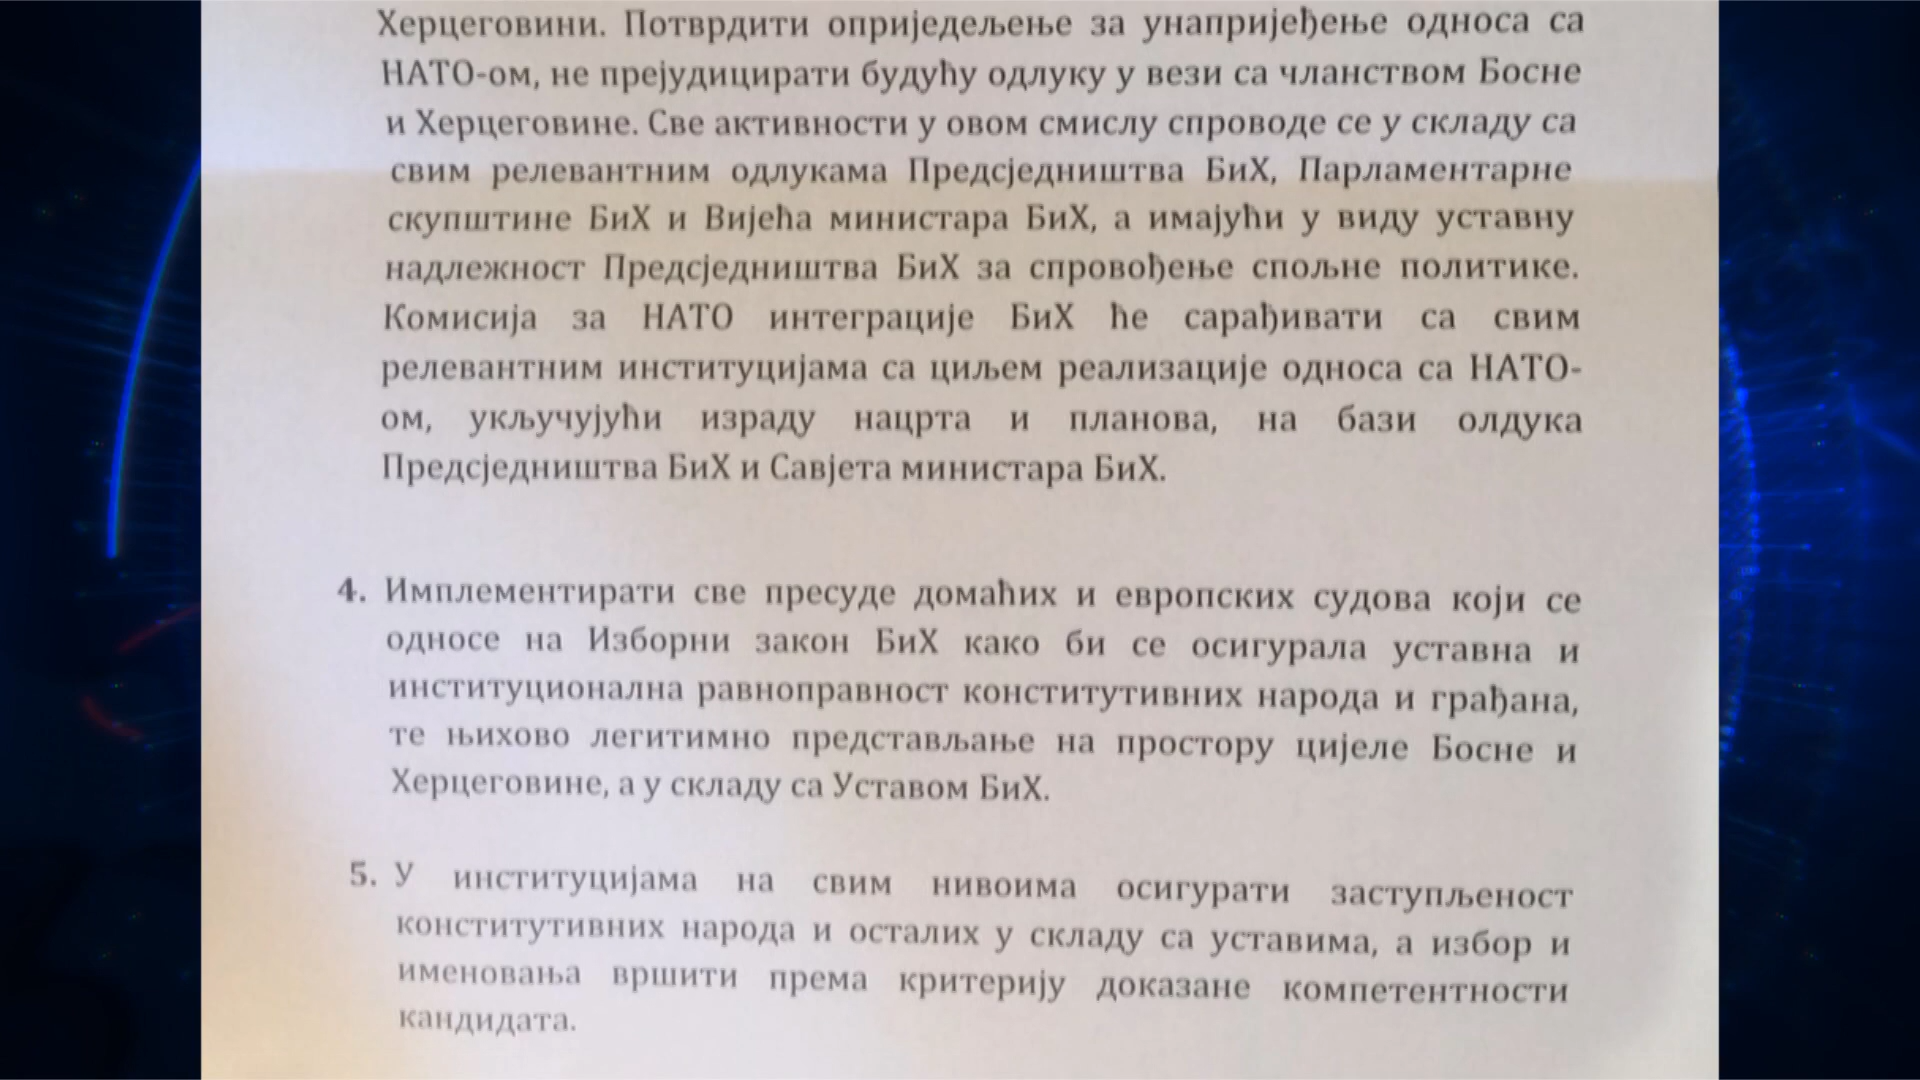 Херцеговини. Потврдити оприједељење за унапријеђење односа са
НАТО-ом, не прејудицирати будућу одлуку у вези са чланством Босне
и Херцеговине. Све активности у овом смислу спроводе се у складу са
свим релевантним одлукама Предсједништва БиХ, Парламентарне
скупштине БиХ и Вијећа министара БиХ, а имајући у виду уставну
надлежност Предсједништва БиХ за спровођење спољне политике.
Комисија за НАТО интеграције БиХ ће сарађивати са свим
релевантним институцијама са циљем реализације односа са НАТО-
ом, укључујући израду нацрта и планова, на бази олдука
Предсједништва БиХ и Савјета министара БиХ.
4. Имплементирати све пресуде домаћих и европских судова који се
односе на Изборни закон БиХ како би се осигурала уставна и
институционална равноправност конститутивних народа и грађана,
те њихово легитимно представљање на простору цијеле Босне и
Херцеговине, а у складу са Уставом БиХ.
5. У институцијама на свим нивоима осигурати заступљеност
конститутивних народа и осталих у складу са уставима, а избор и
именовања вршити према критерију доказане компетентности
кандидата.